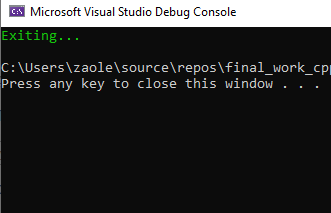 Microsoft Visual Studio Debug Console
Exiting...
C:\Users\zaole\source\repos\final_work_cpp
Press any key to close this window . . .